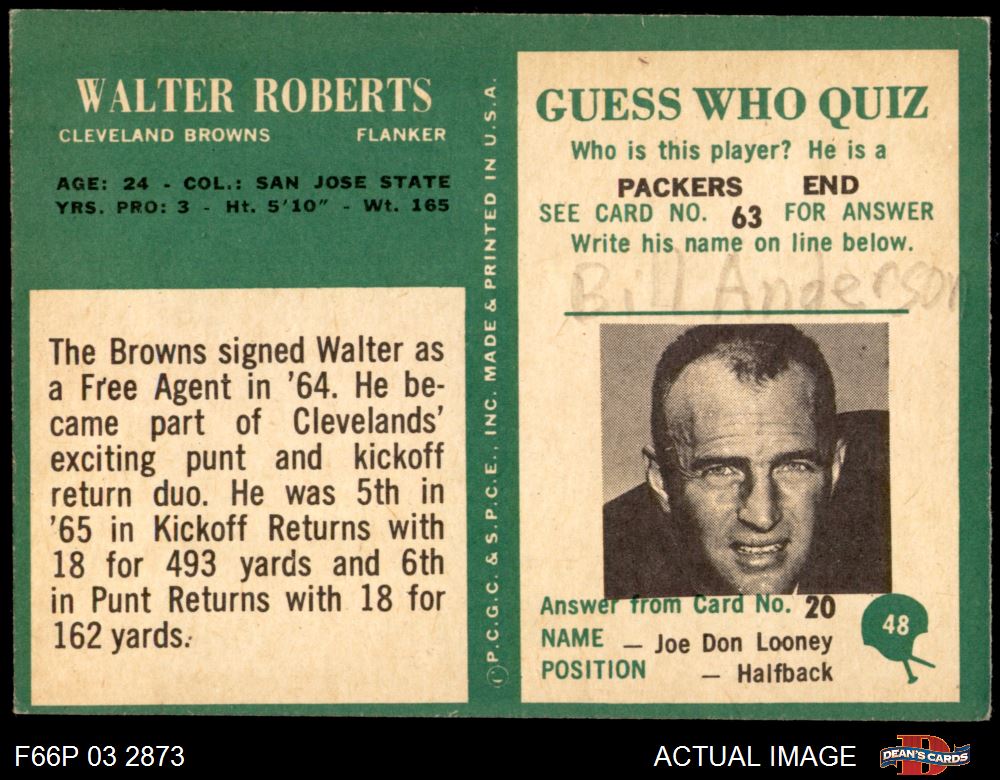 WALTER ROBERTS
CLEVELAND BROWNS FLANKER
AGE: 24 - COL.: SAN JOSE STATE
YRS. PRO: 3 - Ht. 5'10" - Wt. 165
The Browns signed Walter as
a Free Agent in '64. He be-
came part of Clevelands'
exciting punt and kickoff
return duo. He was 5th in
'65 in Kickoff Returns with
18 for 493 yards and 6th
in Punt Returns with 18 for
162 yards.
©P.C.G.C. & S.P.C.E., INC. MADE & PRINTED IN U.S.A.
GUESS WHO QUIZ
Who is this player? He is a
PACKERS END
SEE CARD NO. 63 FOR ANSWER
Write his name on line below.
Bill Anderson
Answer from Card No. 20
NAME — Joe Don Looney
POSITION — Halfback
48
F66P 03 2873
ACTUAL IMAGE
D
DEAN'S CARDS